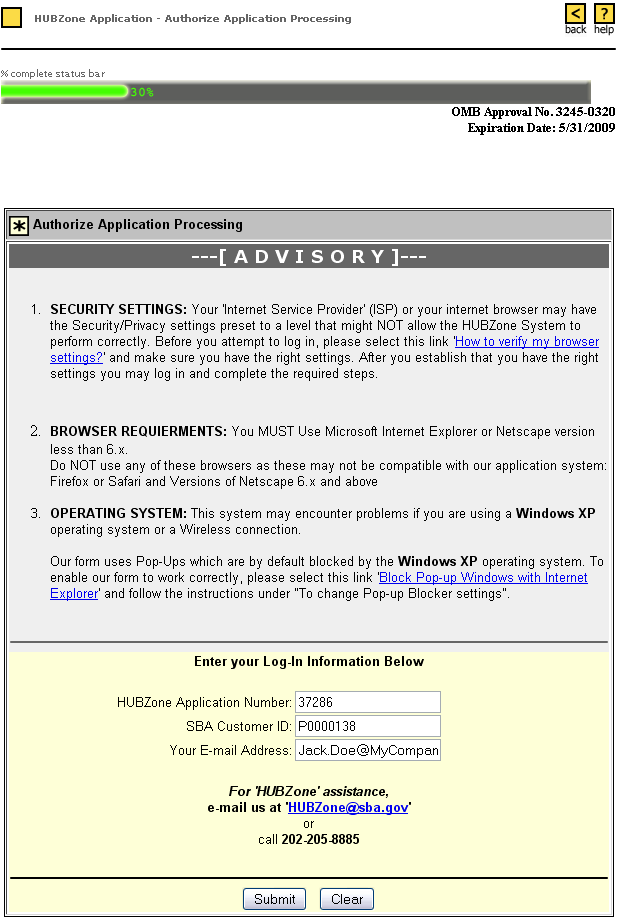 HUBZone Application - Authorize Application Processing
<
?
back
help
% complete status bar
30%
OMB Approval No. 3245-0320
Expiration Date: 5/31/2009
* Authorize Application Processing
---[ A D V I S O R Y ]---
1. SECURITY SETTINGS: Your 'Internet Service Provider' (ISP) or your internet browser may have
the Security/Privacy settings preset to a level that might NOT allow the HUBZone System to
perform correctly. Before you attempt to log in, please select this link 'How to verify my browser
settings?' and make sure you have the right settings. After you establish that you have the right
settings you may log in and complete the required steps.
2. BROWSER REQUIERMENTS: You MUST Use Microsoft Internet Explorer or Netscape version
less than 6.x.
Do NOT use any of these browsers as these may not be compatible with our application system:
Firefox or Safari and Versions of Netscape 6.x and above
3. OPERATING SYSTEM: This system may encounter problems if you are using a Windows XP
operating system or a Wireless connection.
Our form uses Pop-Ups which are by default blocked by the Windows XP operating system. To
enable our form to work correctly, please select this link 'Block Pop-up Windows with Internet
Explorer' and follow the instructions under "To change Pop-up Blocker settings".
Enter your Log-In Information Below
HUBZone Application Number: 37286
SBA Customer ID: P0000138
Your E-mail Address: Jack.Doe@MyCompan
For 'HUBZone' assistance,
e-mail us at 'HUBZone@sba.gov'
or
call 202-205-8885
Submit
Clear